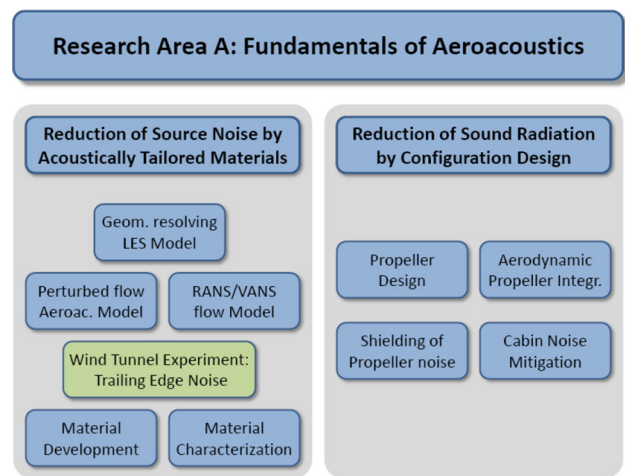 Research Area A: Fundamentals of Aeroacoustics
Reduction of Source Noise by
Acoustically Tailored Materials
Geom. resolving
LES Model
Perturbed flow
Aeroac. Model
RANS/VANS
flow Model
Wind Tunnel Experiment:
Trailing Edge Noise
Material
Development
Material
Characterization
Reduction of Sound Radiation
by Configuration Design
Propeller
Design
Aerodynamic
Propeller Integr.
Shielding of
Propeller noise
Cabin Noise
Mitigation